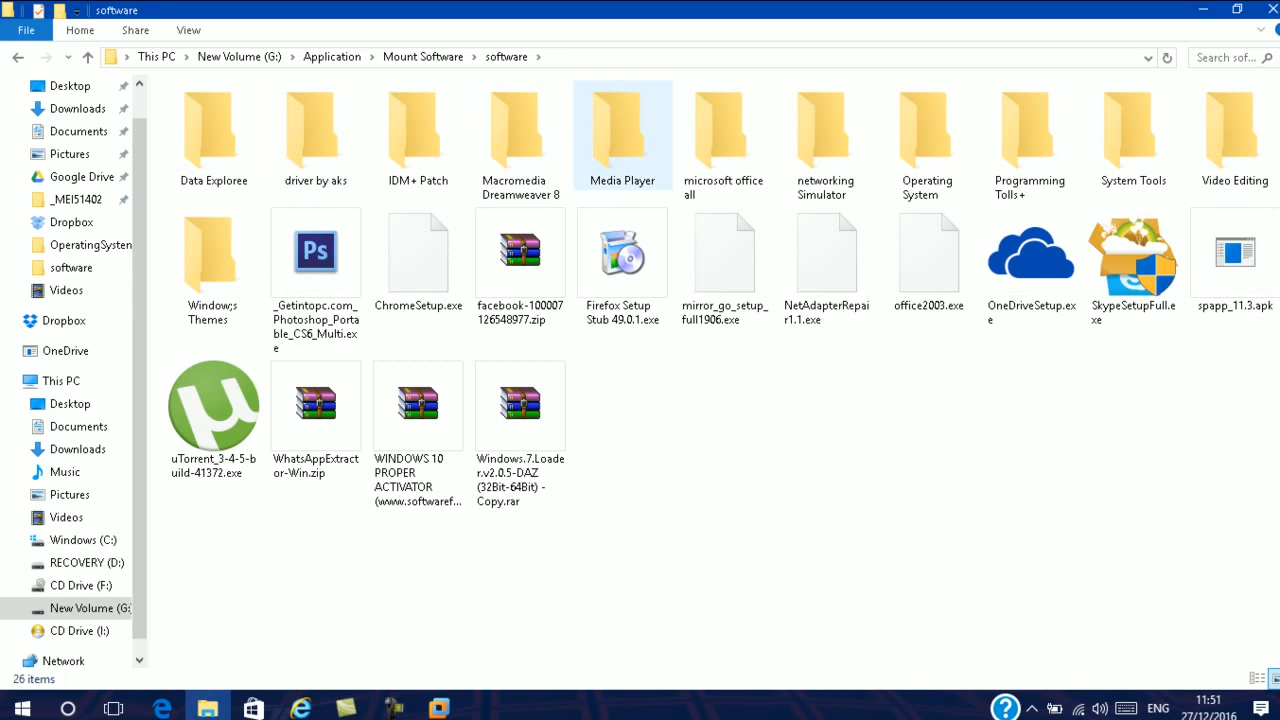 software
File
Home
Share
View
This PC
New Volume (G:)
Application
Mount Software
software
Search sof...
Desktop
Downloads
Documents
Pictures
Google Drive
_MEI51402
Dropbox
OperatingSysten
software
Videos
Dropbox
OneDrive
This PC
Desktop
Documents
Downloads
Music
Pictures
Videos
Windows (C:)
RECOVERY (D:)
CD Drive (F:)
New Volume (G:
CD Drive (I:)
Network
Data Exploree
driver by aks
IDM+ Patch
Macromedia
Dreamweaver 8
Media Player
microsoft office
all
networking
Simulator
Operating
System
Programming
Tolls+
System Tools
Video Editing
Window;s
Themes
Ps
_Getintopc.com_
Photoshop_Porta
ble_CS6_Multi.ex
e
ChromeSetup.exe
facebook-100007
126548977.zip
Firefox Setup
Stub 49.0.1.exe
mirror_go_setup_
full1906.exe
NetAdapterRepai
r1.1.exe
office2003.exe
OneDriveSetup.ex
e
SkypeSetupFull.e
xe
spapp_11.3.apk
µ
uTorrent_3-4-5-b
uild-41372.exe
WhatsAppExtract
or-Win.zip
WINDOWS 10
PROPER
ACTIVATOR
(www.softwaref...
Windows.7.Loade
r.v2.0.5-DAZ
(32Bit-64Bit) -
Copy.rar
26 items
ENG
11:51
27/12/2016